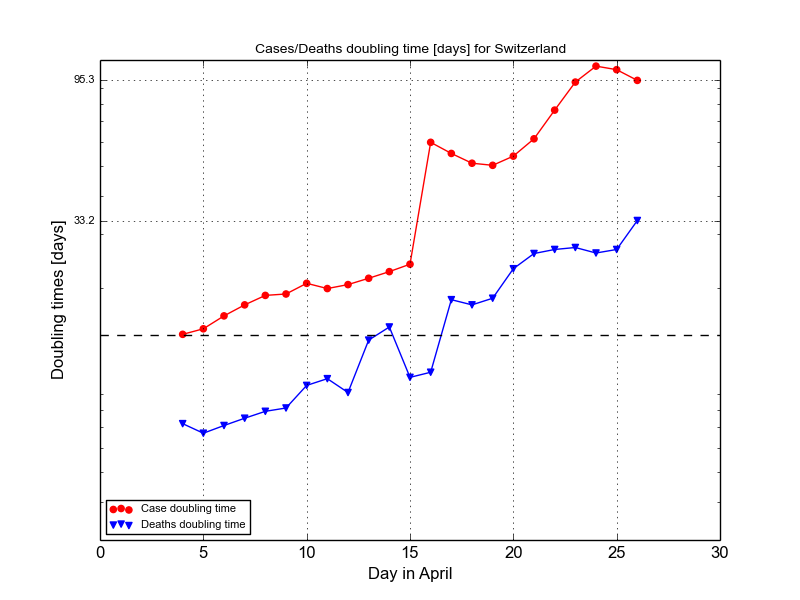 Cases/Deaths doubling time [days] for Switzerland
95.3
33.2
Doubling times [days]
Case doubling time
Deaths doubling time
0 5 10 15 20 25 30
Day in April